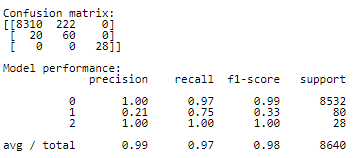 Confusion matrix:
[[8310 222 0]
[ 20 60 0]
[ 0 0 28]]
Model performance:
precision recall f1-score support
0 1.00 0.97 0.99 8532
1 0.21 0.75 0.33 80
2 1.00 1.00 1.00 28
avg / total 0.99 0.97 0.98 8640